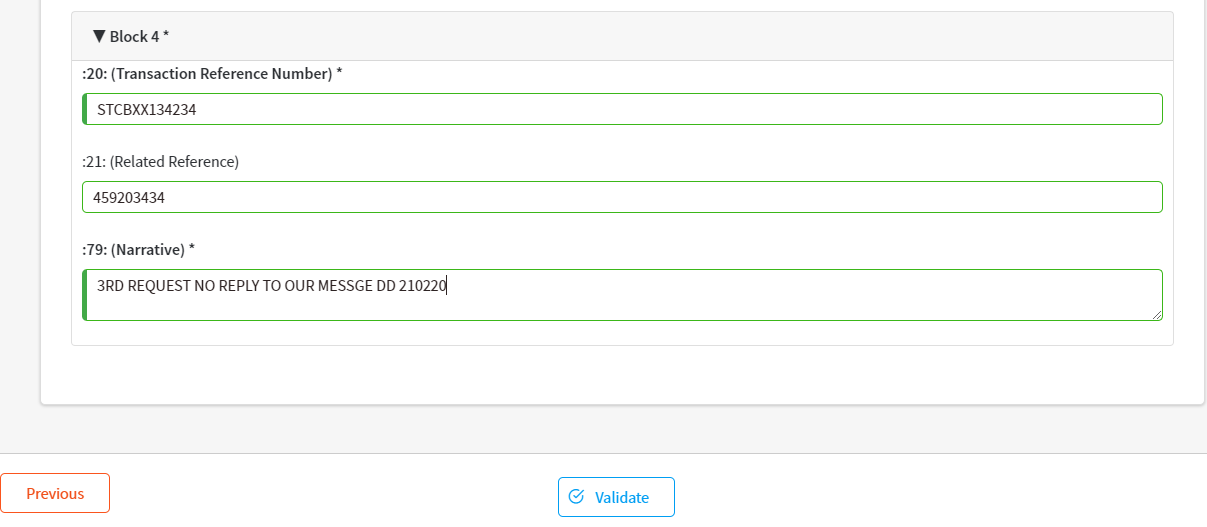 ▼ Block 4 *
:20: (Transaction Reference Number) *
STCBXX134234
:21: (Related Reference)
459203434
:79: (Narrative) *
3RD REQUEST NO REPLY TO OUR MESSGE DD 210220
Previous
Validate